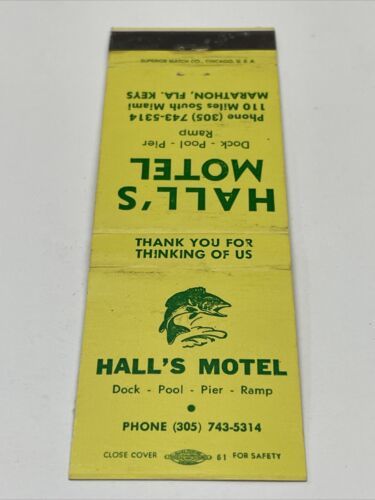 SUPERIOR MATCH CO., CHICAGO, U. S. A.
HALL'S
MOTEL
Dock - Pool - Pier
Ramp
Phone (305) 743-5314
110 Miles South Miami
MARATHON, FLA. KEYS
THANK YOU FOR
THINKING OF US
HALL'S MOTEL
Dock - Pool - Pier - Ramp
PHONE (305) 743-5314
CLOSE COVER 61 FOR SAFETY